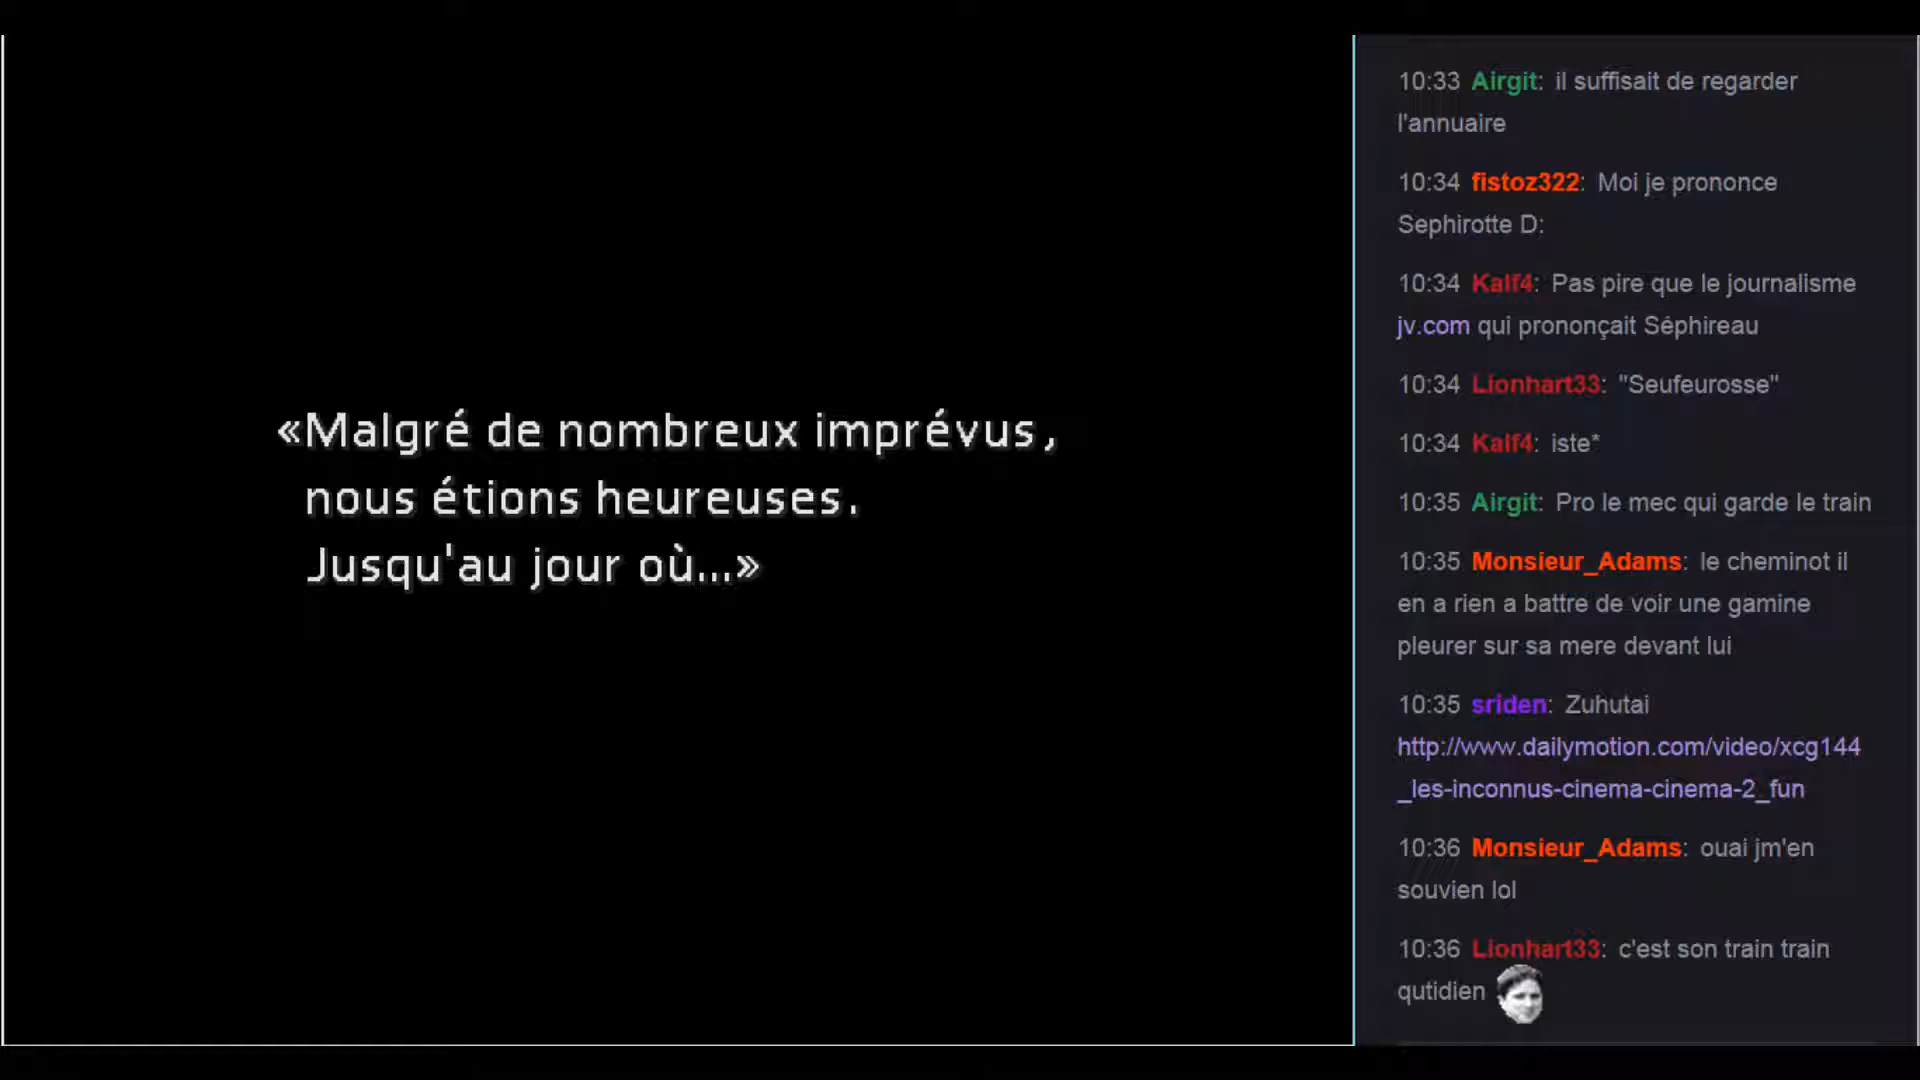 «Malgré de nombreux imprévus,
nous étions heureuses.
Jusqu'au jour où...»
10:33 Airgit: il suffisait de regarder
l'annuaire
10:34 fistoz322: Moi je prononce
Sephirotte D:
10:34 Kalf4: Pas pire que le journalisme
jv.com qui prononçait Séphireau
10:34 Lionhart33: "Seufeurosse"
10:34 Kalf4: iste*
10:35 Airgit: Pro le mec qui garde le train
10:35 Monsieur_Adams: le cheminot il
en a rien a battre de voir une gamine
pleurer sur sa mere devant lui
10:35 sriden: Zuhutai
http://www.dailymotion.com/video/xcg144
_les-inconnus-cinema-cinema-2_fun
10:36 Monsieur_Adams: ouai jm'en
souvien lol
10:36 Lionhart33: c'est son train train
qutidien